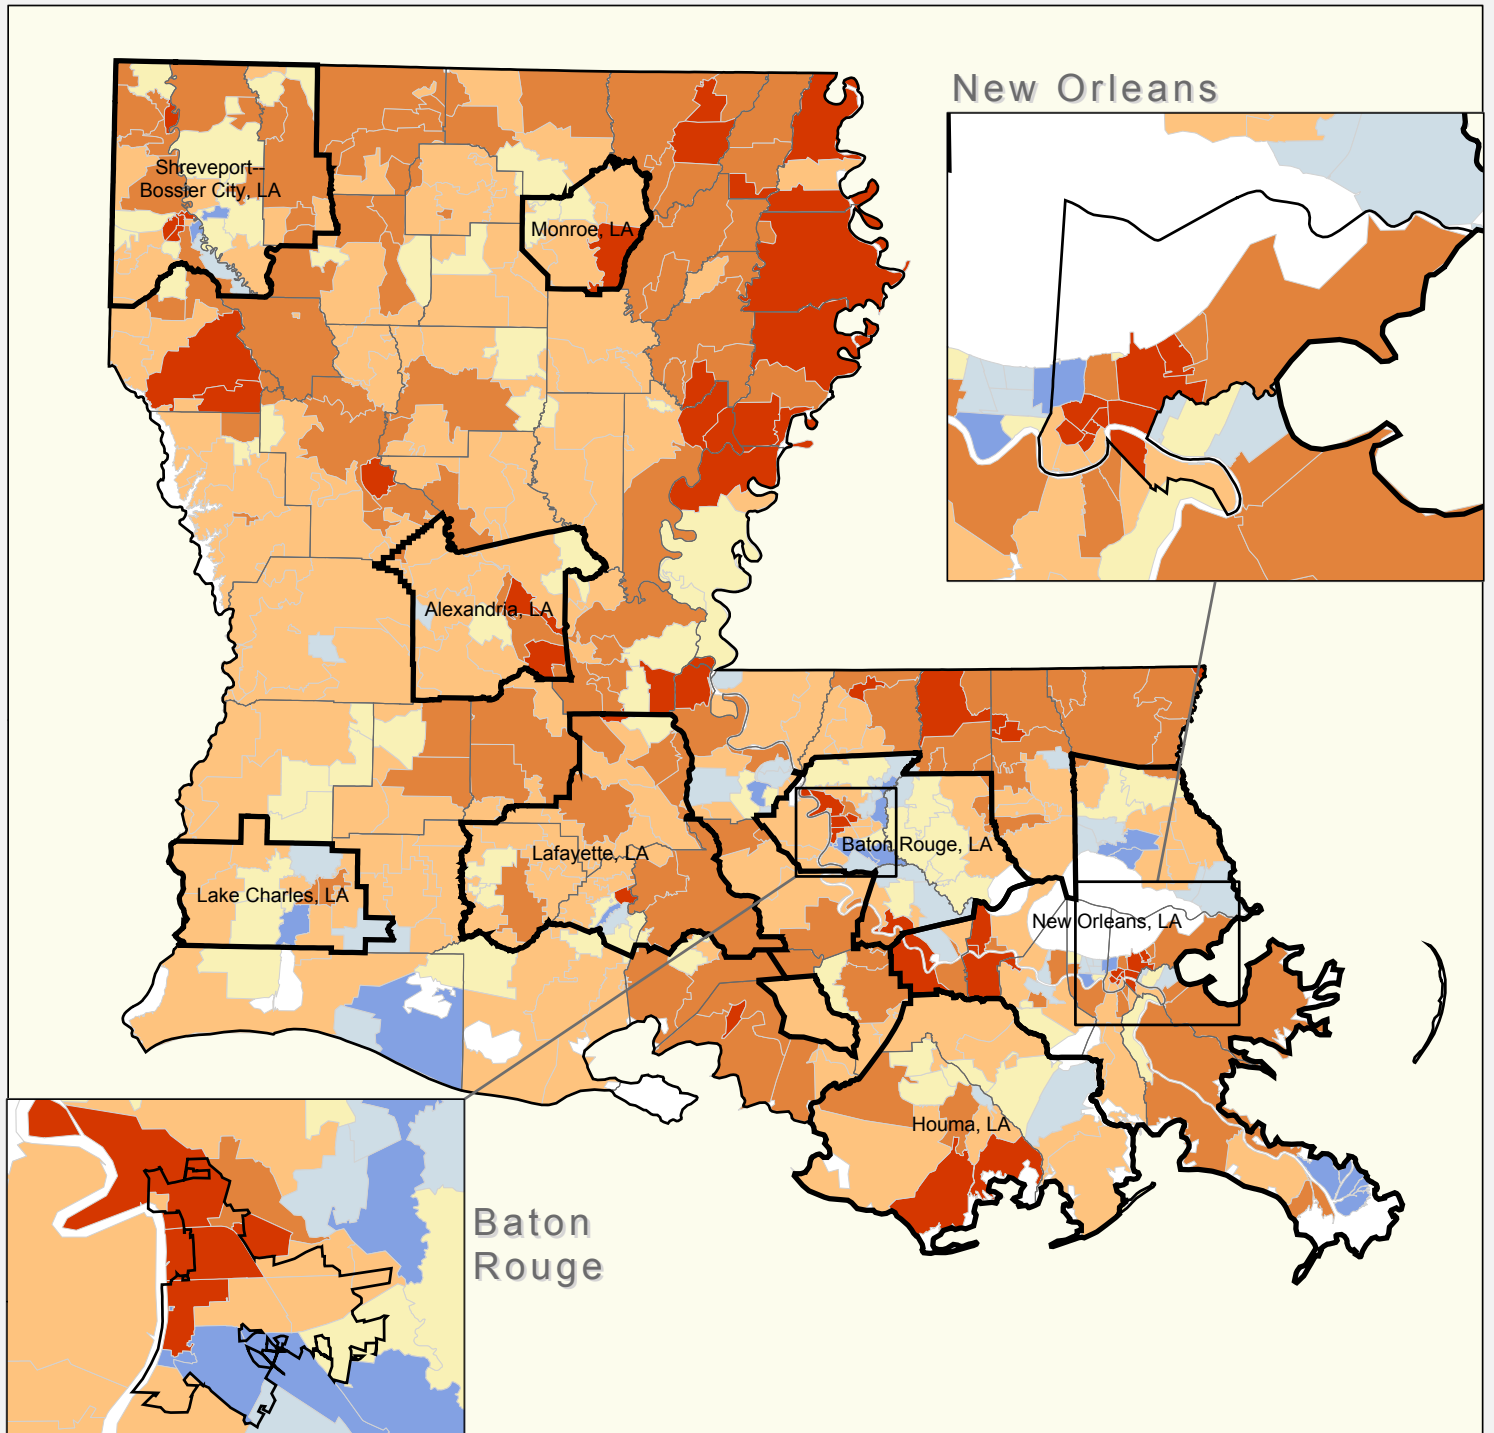 New Orleans
Shreveport--
Bossier City, LA
Monroe, LA
Alexandria, LA
Lafayette, LA
Baton Rouge, LA
Lake Charles, LA
New Orleans, LA
Houma, LA
Baton
Rouge